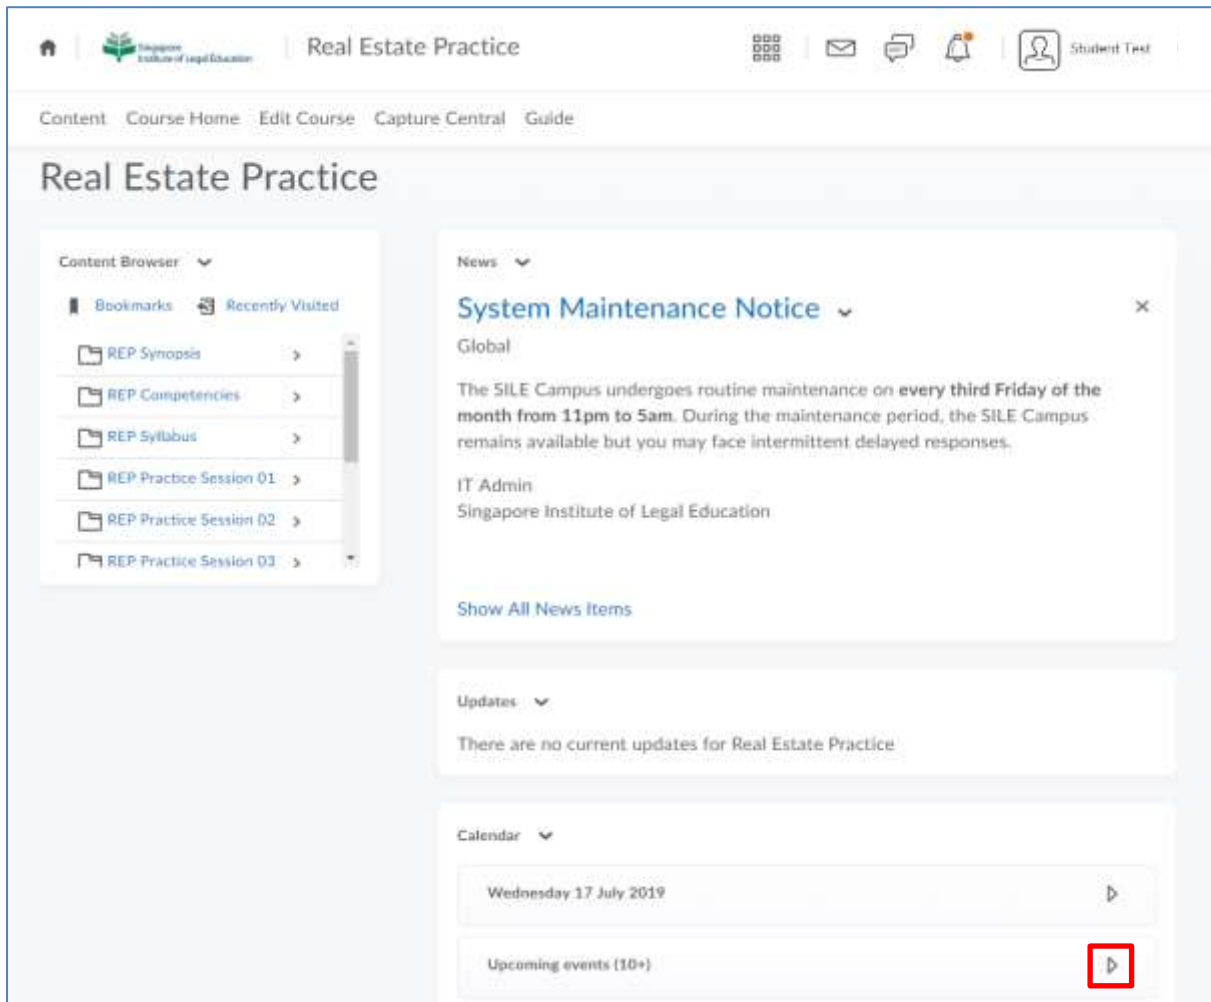 Singapore
Institute of Legal Education
Real Estate Practice
Student Test
Content Course Home Edit Course Capture Central Guide
Real Estate Practice
Content Browser
Bookmarks Recently Visited
REP Synopsis
REP Competencies
REP Syllabus
REP Practice Session 01
REP Practice Session 02
REP Practice Session 03
News
System Maintenance Notice
Global
The SILE Campus undergoes routine maintenance on every third Friday of the
month from 11pm to 5am. During the maintenance period, the SILE Campus
remains available but you may face intermittent delayed responses.
IT Admin
Singapore Institute of Legal Education
Show All News Items
Updates
There are no current updates for Real Estate Practice
Calendar
Wednesday 17 July 2019
Upcoming events (10+)